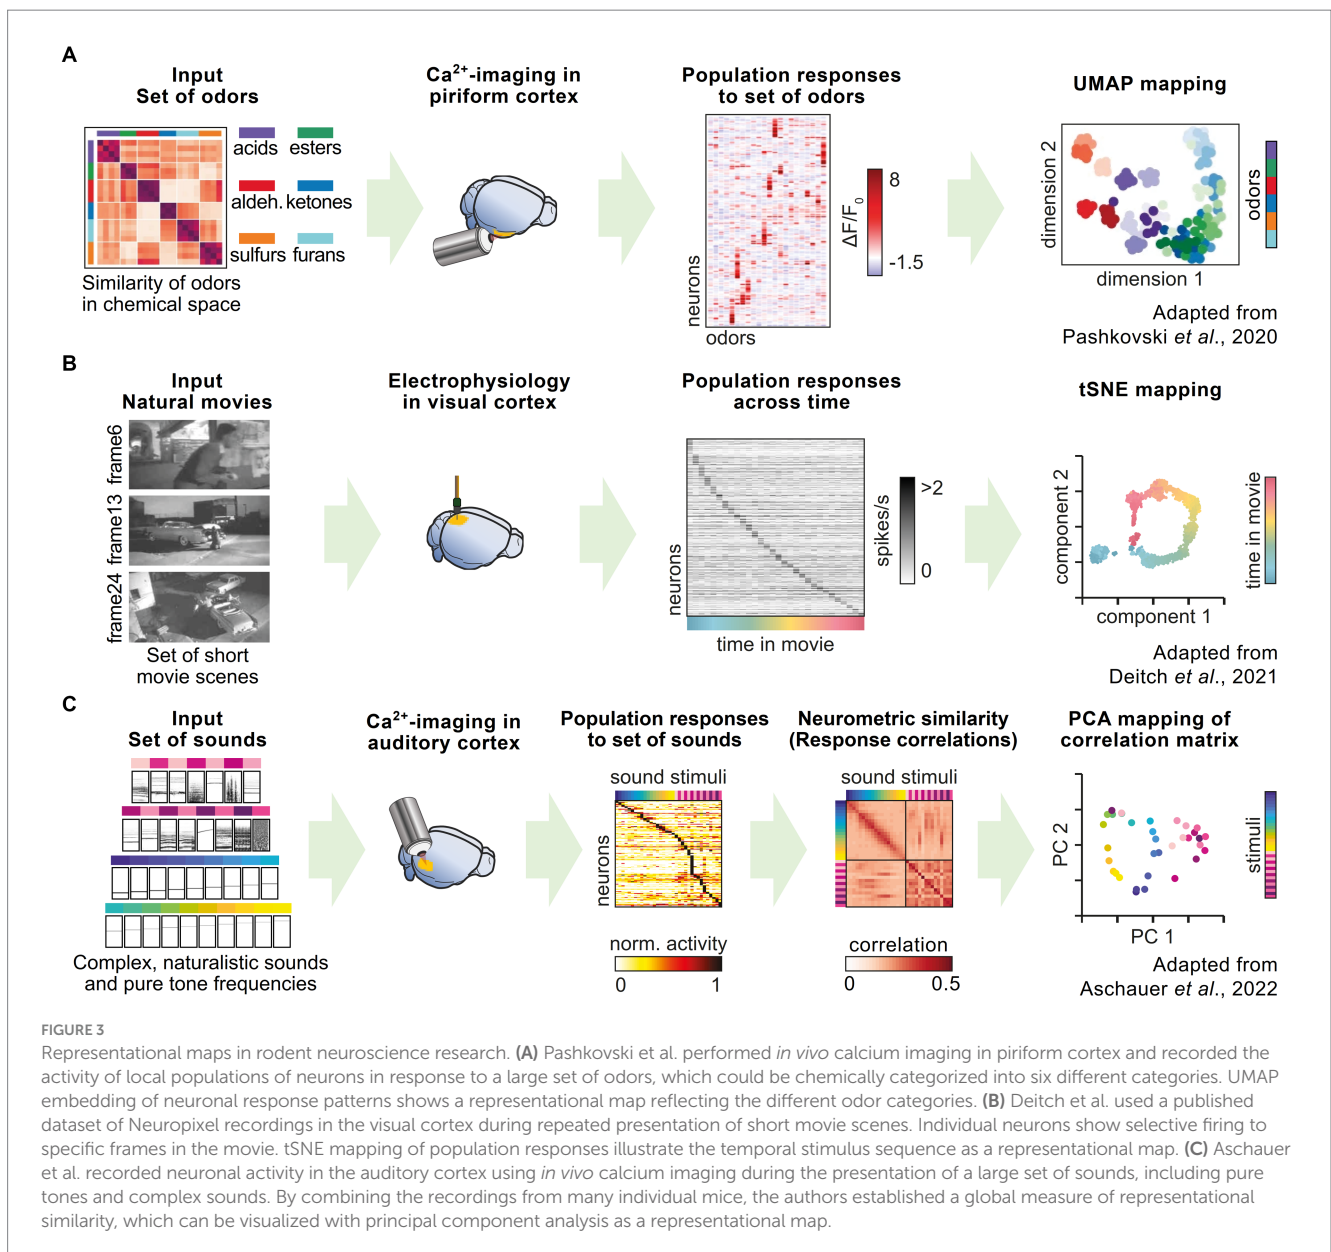 A
Input
Set of odors
acids esters
aldeh. ketones
sulfurs furans
Similarity of odors
in chemical space
Ca²⁺-imaging in
piriform cortex
Population responses
to set of odors
neurons
odors
8
ΔF/F₀
-1.5
UMAP mapping
dimension 2
dimension 1
odors
Adapted from
Pashkovski et al., 2020
B
Input
Natural movies
frame6
frame13
frame24
Set of short
movie scenes
Electrophysiology
in visual cortex
Population responses
across time
neurons
time in movie
>2
spikes/s
0
tSNE mapping
component 2
component 1
time in movie
Adapted from
Deitch et al., 2021
C
Input
Set of sounds
Complex, naturalistic sounds
and pure tone frequencies
Ca²⁺-imaging in
auditory cortex
Population responses
to set of sounds
sound stimuli
neurons
norm. activity
0 1
Neurometric similarity
(Response correlations)
sound stimuli
correlation
0 0.5
PCA mapping of
correlation matrix
PC 2
PC 1
stimuli
Adapted from
Aschauer et al., 2022
FIGURE 3
Representational maps in rodent neuroscience research. (A) Pashkovski et al. performed in vivo calcium imaging in piriform cortex and recorded the
activity of local populations of neurons in response to a large set of odors, which could be chemically categorized into six different categories. UMAP
embedding of neuronal response patterns shows a representational map reflecting the different odor categories. (B) Deitch et al. used a published
dataset of Neuropixel recordings in the visual cortex during repeated presentation of short movie scenes. Individual neurons show selective firing to
specific frames in the movie. tSNE mapping of population responses illustrate the temporal stimulus sequence as a representational map. (C) Aschauer
et al. recorded neuronal activity in the auditory cortex using in vivo calcium imaging during the presentation of a large set of sounds, including pure
tones and complex sounds. By combining the recordings from many individual mice, the authors established a global measure of representational
similarity, which can be visualized with principal component analysis as a representational map.